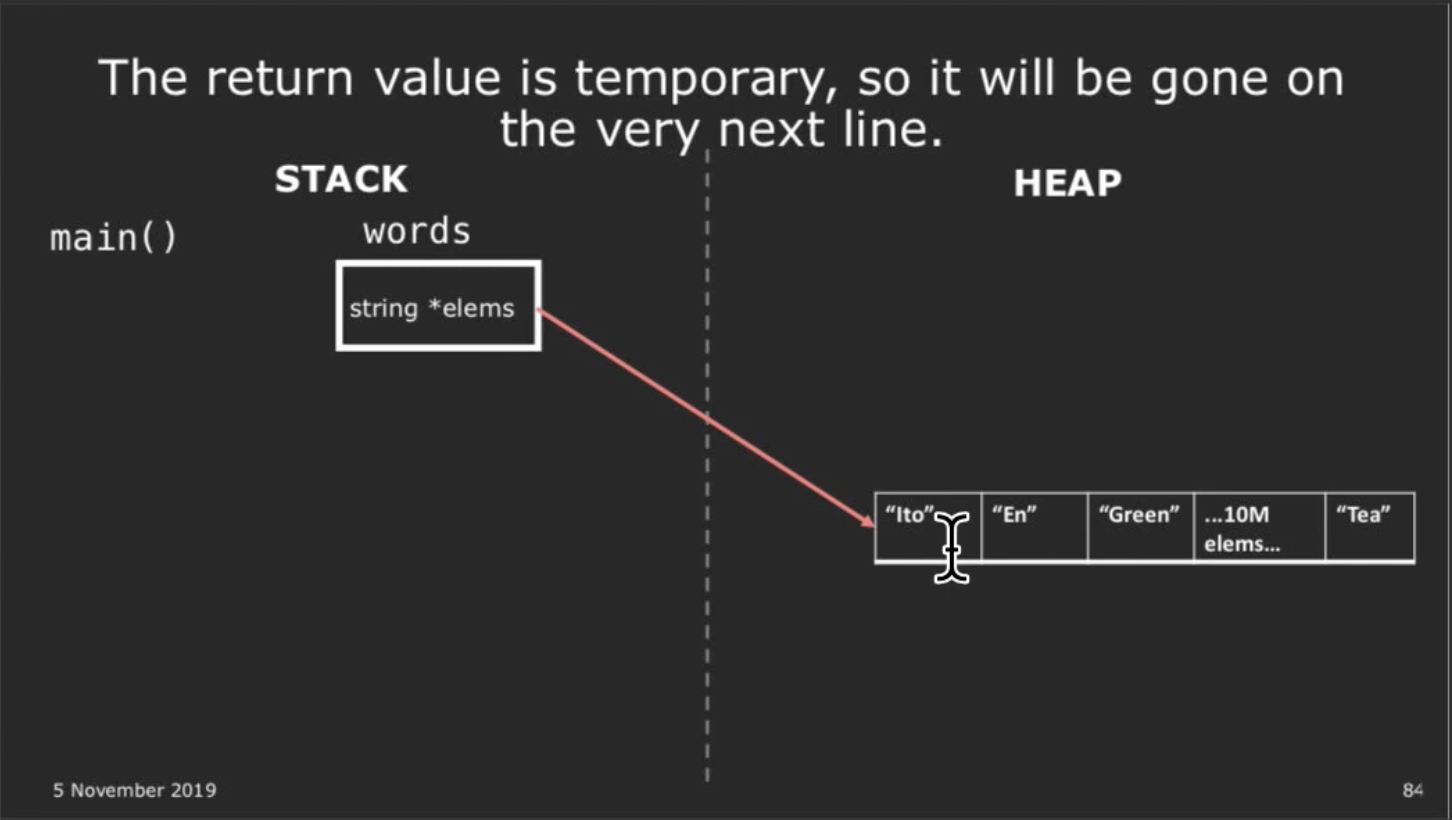 The return value is temporary, so it will be gone on
the very next line.
STACK
HEAP
main()
words
string *elems
“Ito”
“En”
“Green”
...10M
elems...
“Tea”
5 November 2019
84